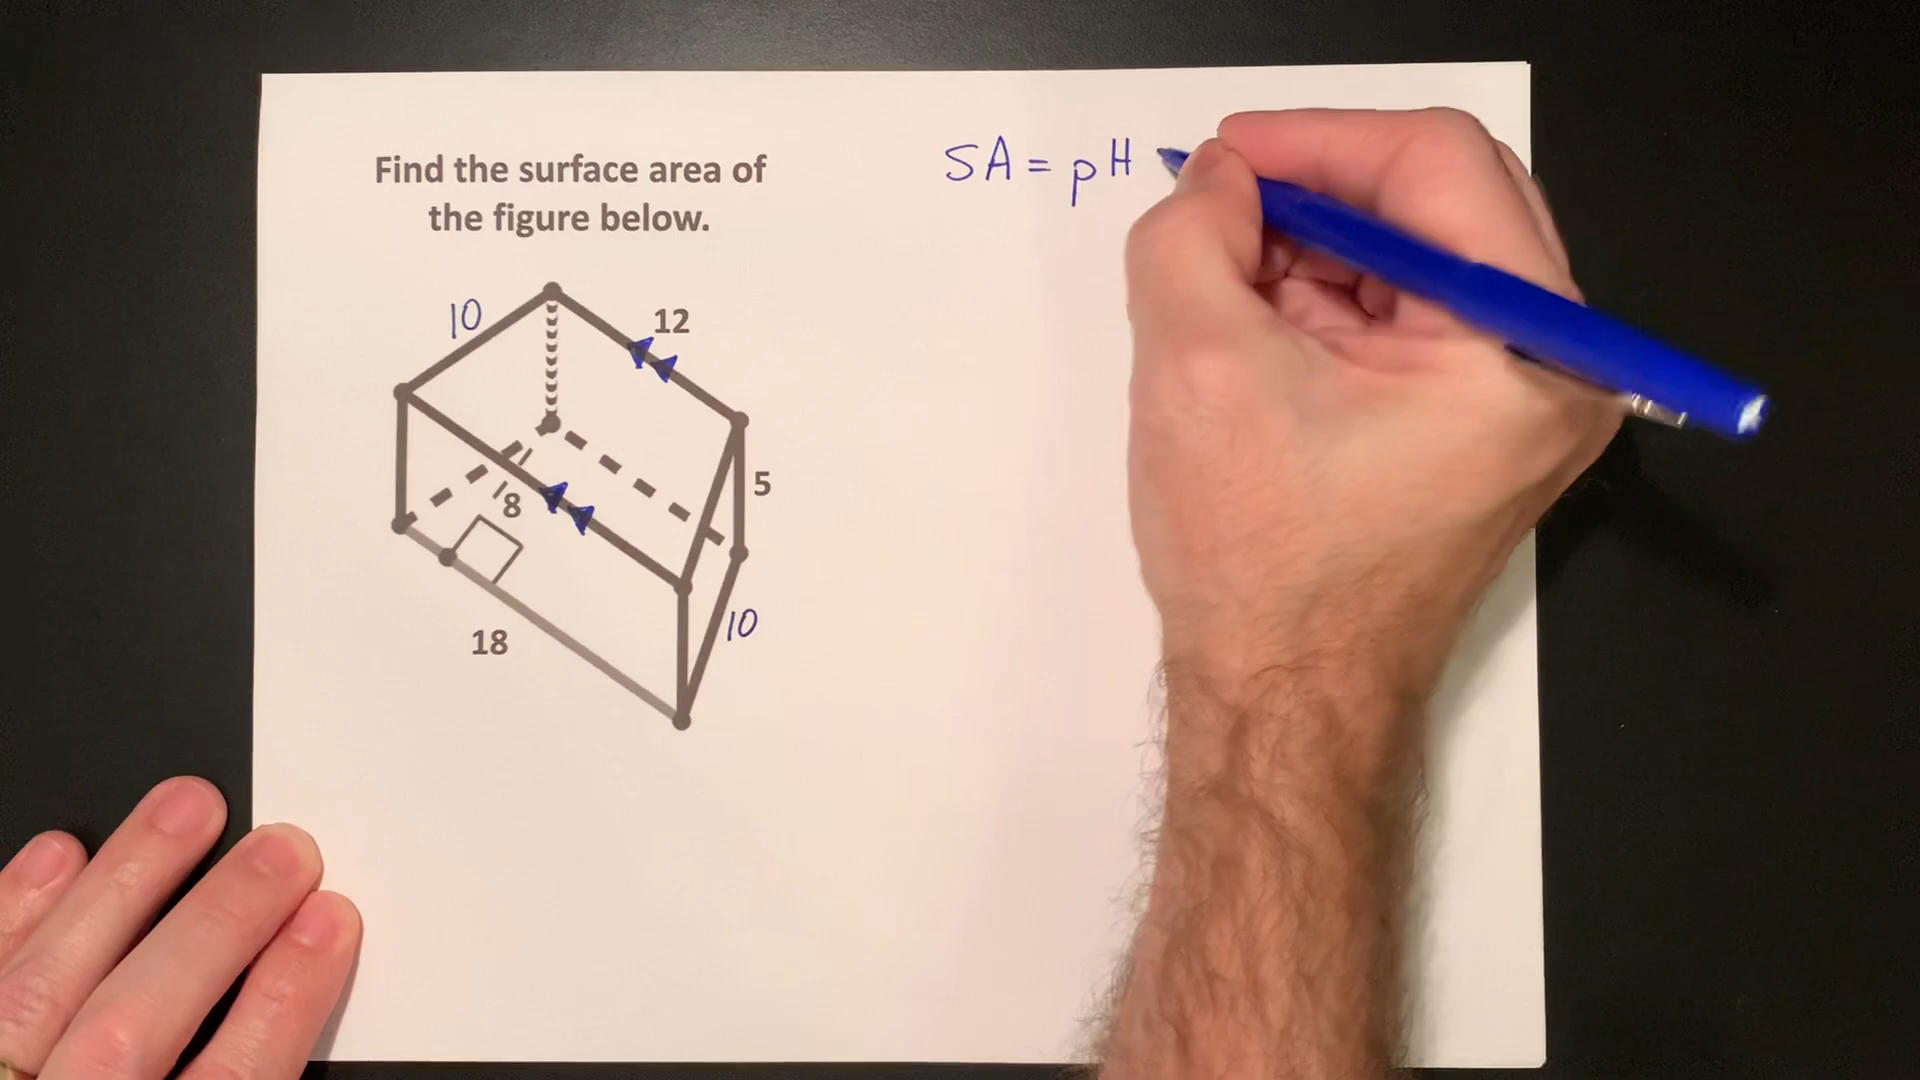 Find the surface area of
the figure below.
SA = pH
10
12
5
8
10
18